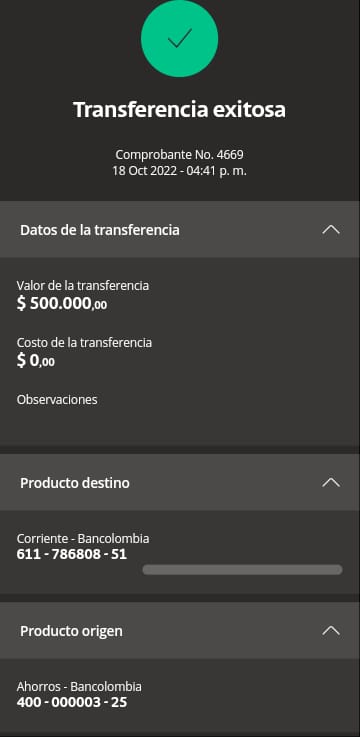 Transferencia exitosa
Comprobante No. 4669
18 Oct 2022 - 04:41 p. m.
Datos de la transferencia
Valor de la transferencia
$ 500.000,00
Costo de la transferencia
$ 0,00
Observaciones
Producto destino
Corriente - Bancolombia
611 - 786808 - 51
Producto origen
Ahorros - Bancolombia
400 - 000003 - 25